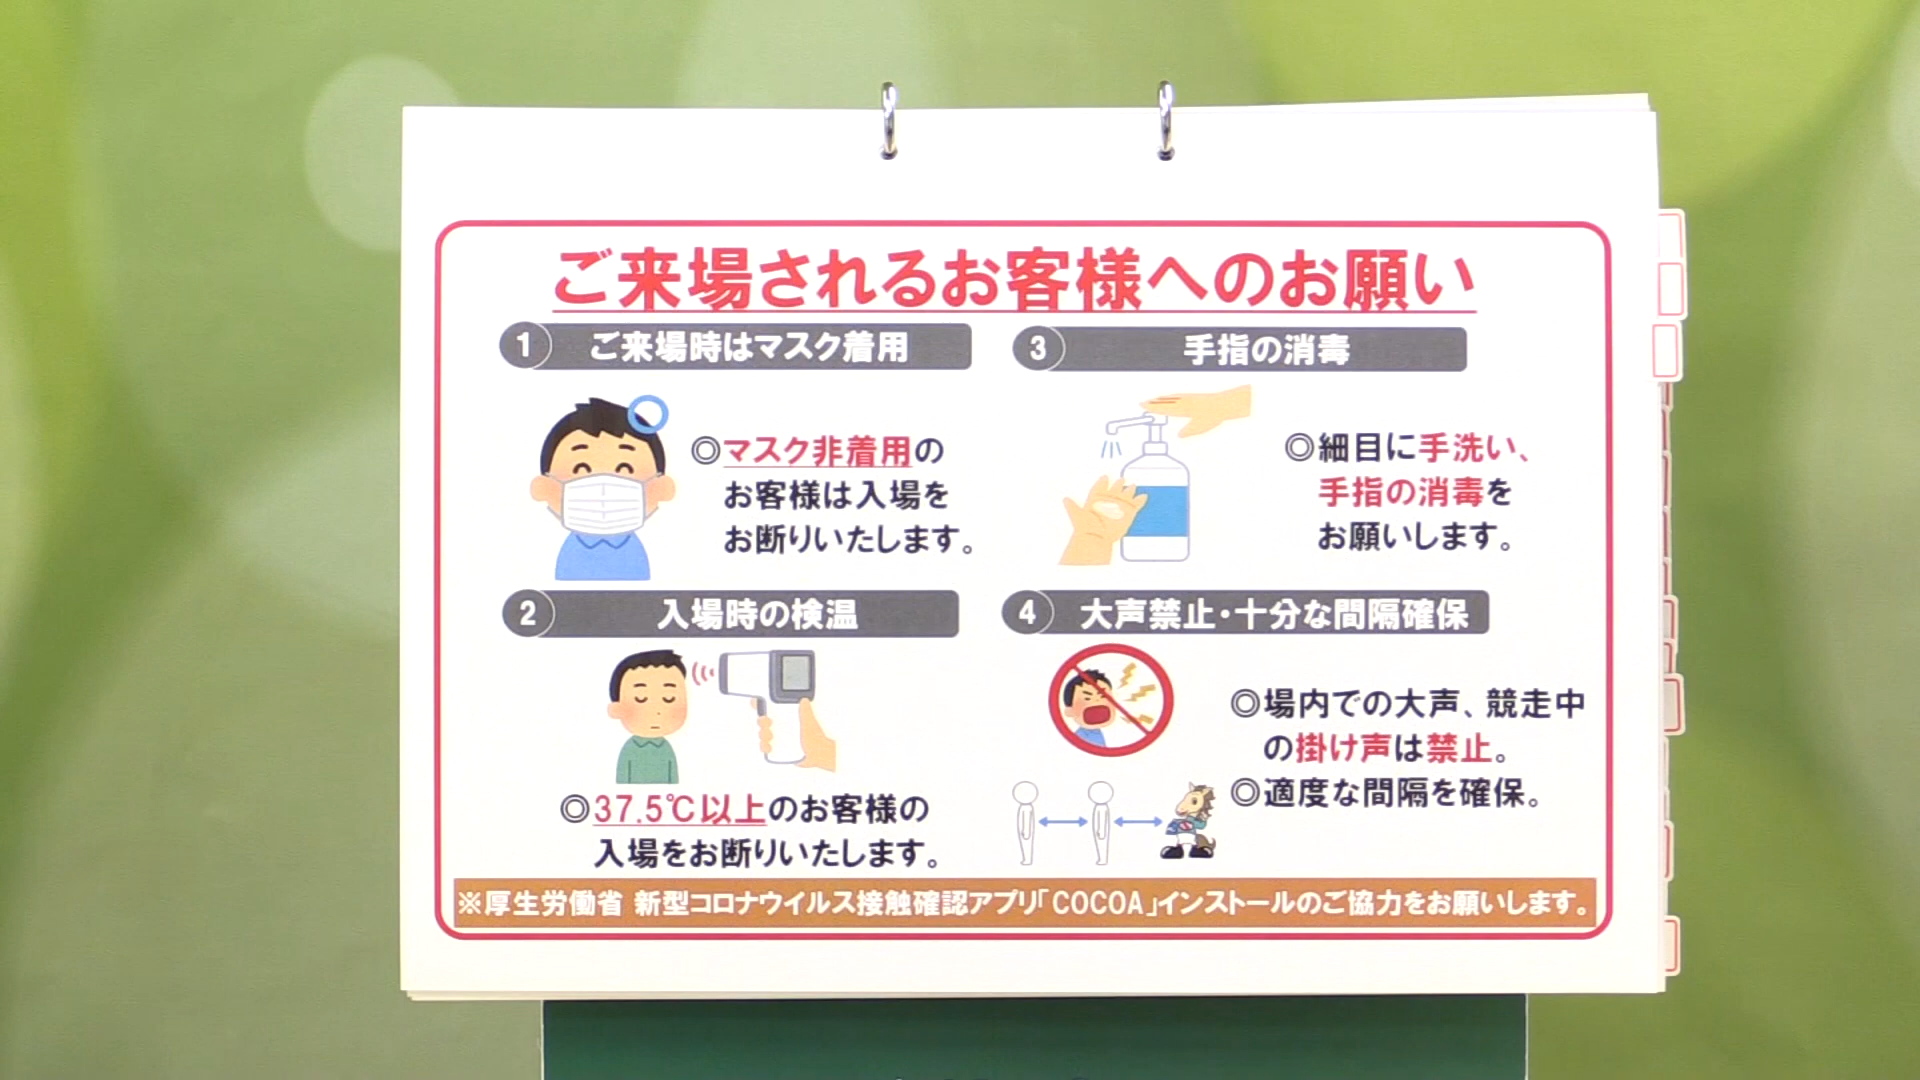 ご来場されるお客様へのお願い
1 ご来場時はマスク着用
◎マスク非着用の
お客様は入場を
お断りいたします。
2 入場時の検温
◎37.5℃以上のお客様の
入場をお断りいたします。
3 手指の消毒
◎細目に手洗い、
手指の消毒を
お願いします。
4 大声禁止・十分な間隔確保
◎場内での大声、競走中
の掛け声は禁止。
◎適度な間隔を確保。
※厚生労働省 新型コロナウイルス接触確認アプリ「COCOA」インストールのご協力をお願いします。